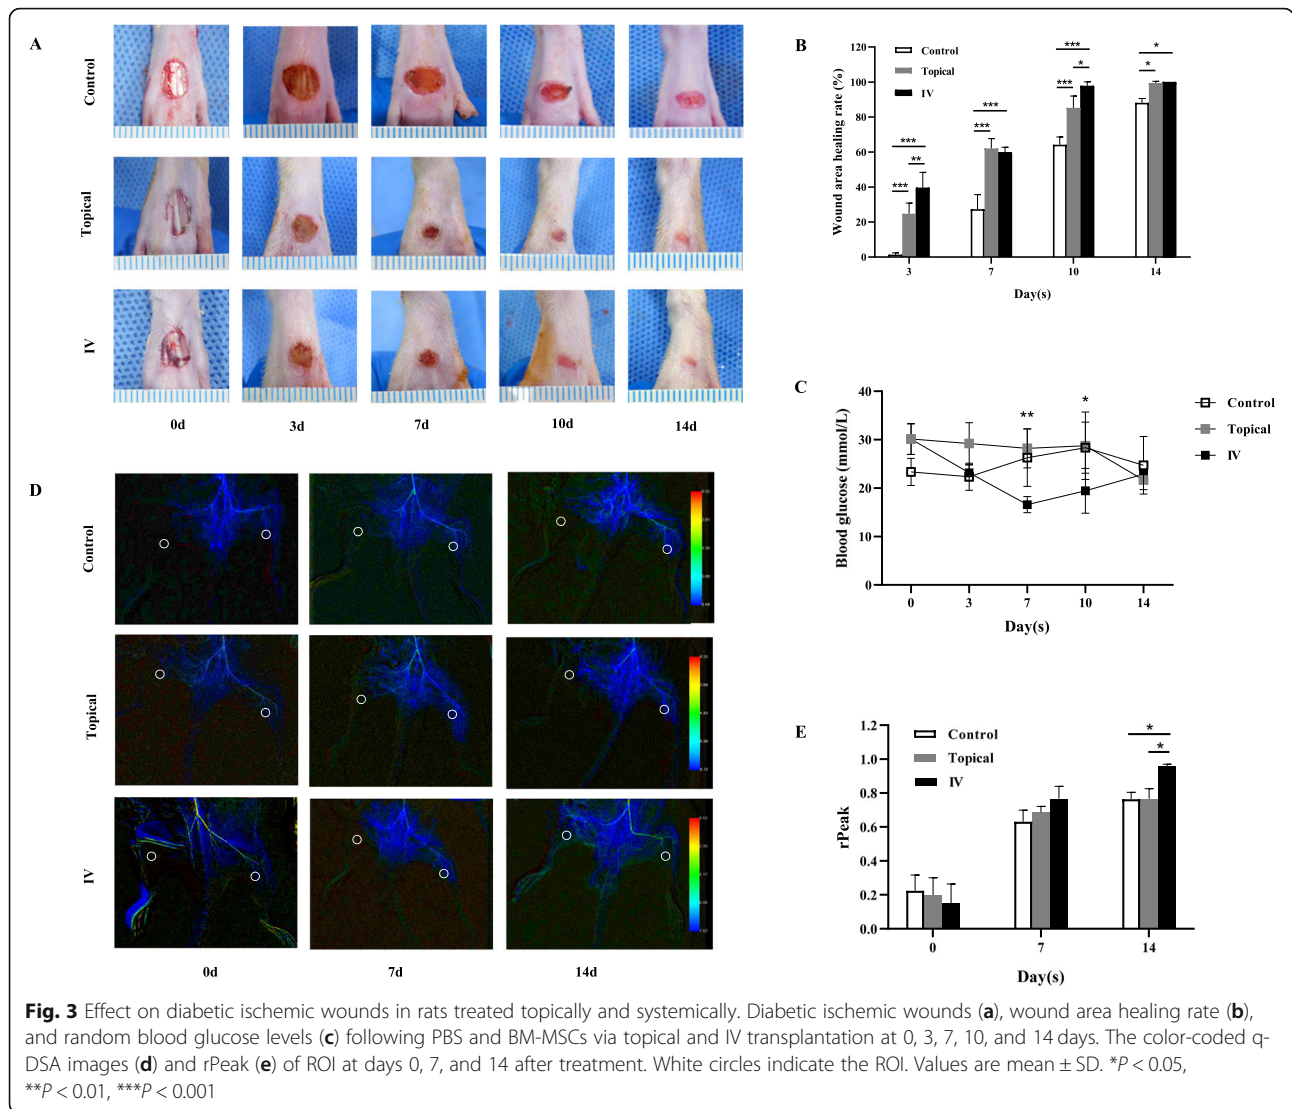 A
Control
Topical
IV
0d
3d
7d
10d
14d
B
Control
Topical
IV
Wound area healing rate (%)
120
100
80
60
40
20
0
***
***
**
***
***
***
***
*
*
*
3
7
10
14
Day(s)
C
Blood glucose (mmol/L)
40
30
20
10
0
**
*
Control
Topical
IV
0
3
7
10
14
Day(s)
D
Control
Topical
IV
0d
7d
14d
E
Control
Topical
IV
rPeak
1.2
1.0
0.8
0.6
0.4
0.2
0.0
*
*
0
7
14
Day(s)
Fig. 3 Effect on diabetic ischemic wounds in rats treated topically and systemically. Diabetic ischemic wounds (a), wound area healing rate (b),
and random blood glucose levels (c) following PBS and BM-MSCs via topical and IV transplantation at 0, 3, 7, 10, and 14 days. The color-coded q-
DSA images (d) and rPeak (e) of ROI at days 0, 7, and 14 after treatment. White circles indicate the ROI. Values are mean ± SD. *P < 0.05,
**P < 0.01, ***P < 0.001